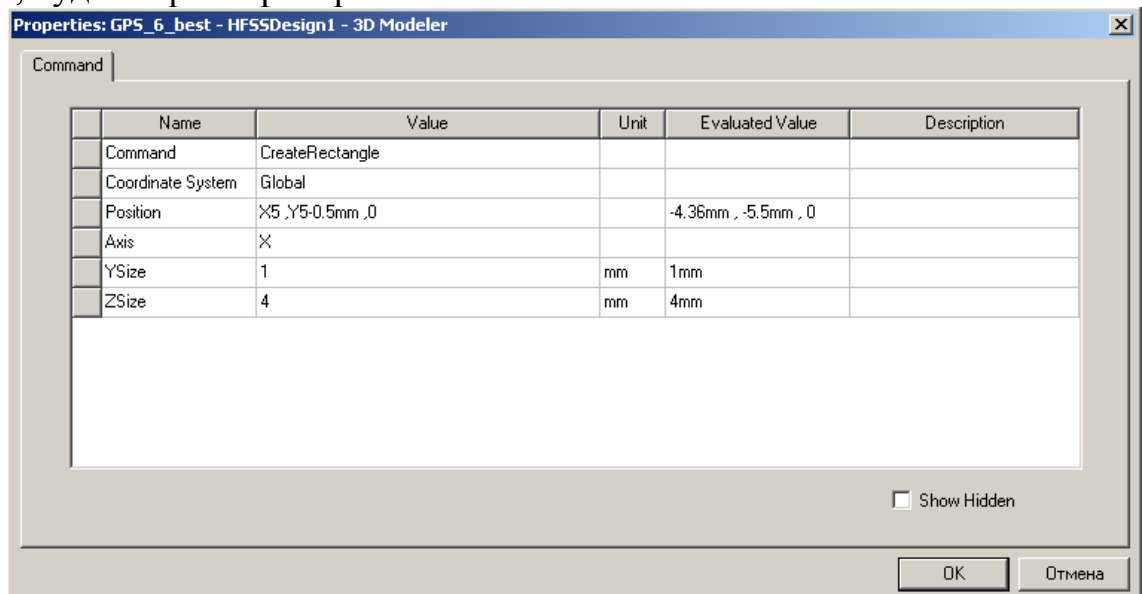 Properties: GPS_6_best - HFSSDesign1 - 3D Modeler
Command
Name Value Unit Evaluated Value Description
Command CreateRectangle
Coordinate System Global
Position X5 ,Y5-0.5mm ,0 -4.36mm , -5.5mm , 0
Axis X
YSize 1 mm 1mm
ZSize 4 mm 4mm
Show Hidden
OK Отмена